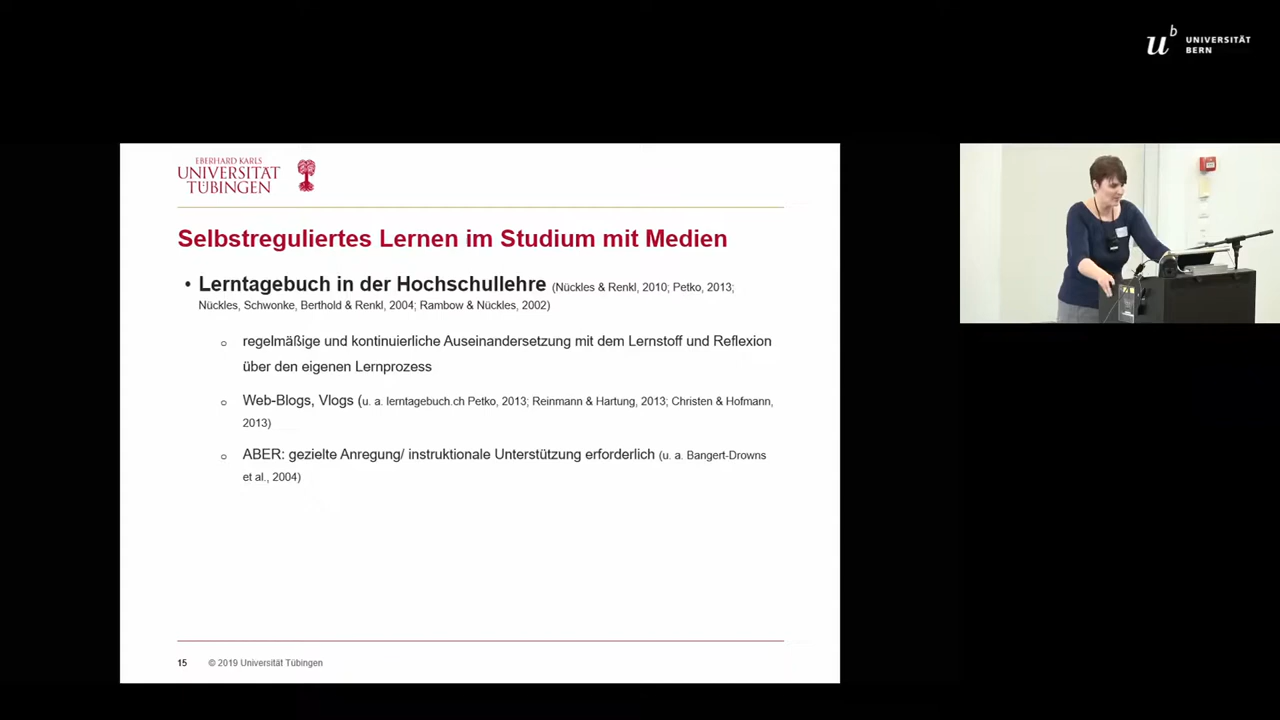 u^b UNIVERSITÄT
BERN
EBERHARD KARLS
UNIVERSITÄT
TÜBINGEN
Selbstreguliertes Lernen im Studium mit Medien
• Lerntagebuch in der Hochschullehre (Nückles & Renkl, 2010; Petko, 2013;
Nückles, Schwonke, Berthold & Renkl, 2004; Rambow & Nückles, 2002)
o regelmäßige und kontinuierliche Auseinandersetzung mit dem Lernstoff und Reflexion
über den eigenen Lernprozess
o Web-Blogs, Vlogs (u. a. lerntagebuch.ch Petko, 2013; Reinmann & Hartung, 2013; Christen & Hofmann,
2013)
o ABER: gezielte Anregung/ instruktionale Unterstützung erforderlich (u. a. Bangert-Drowns
et al., 2004)
15 © 2019 Universität Tübingen